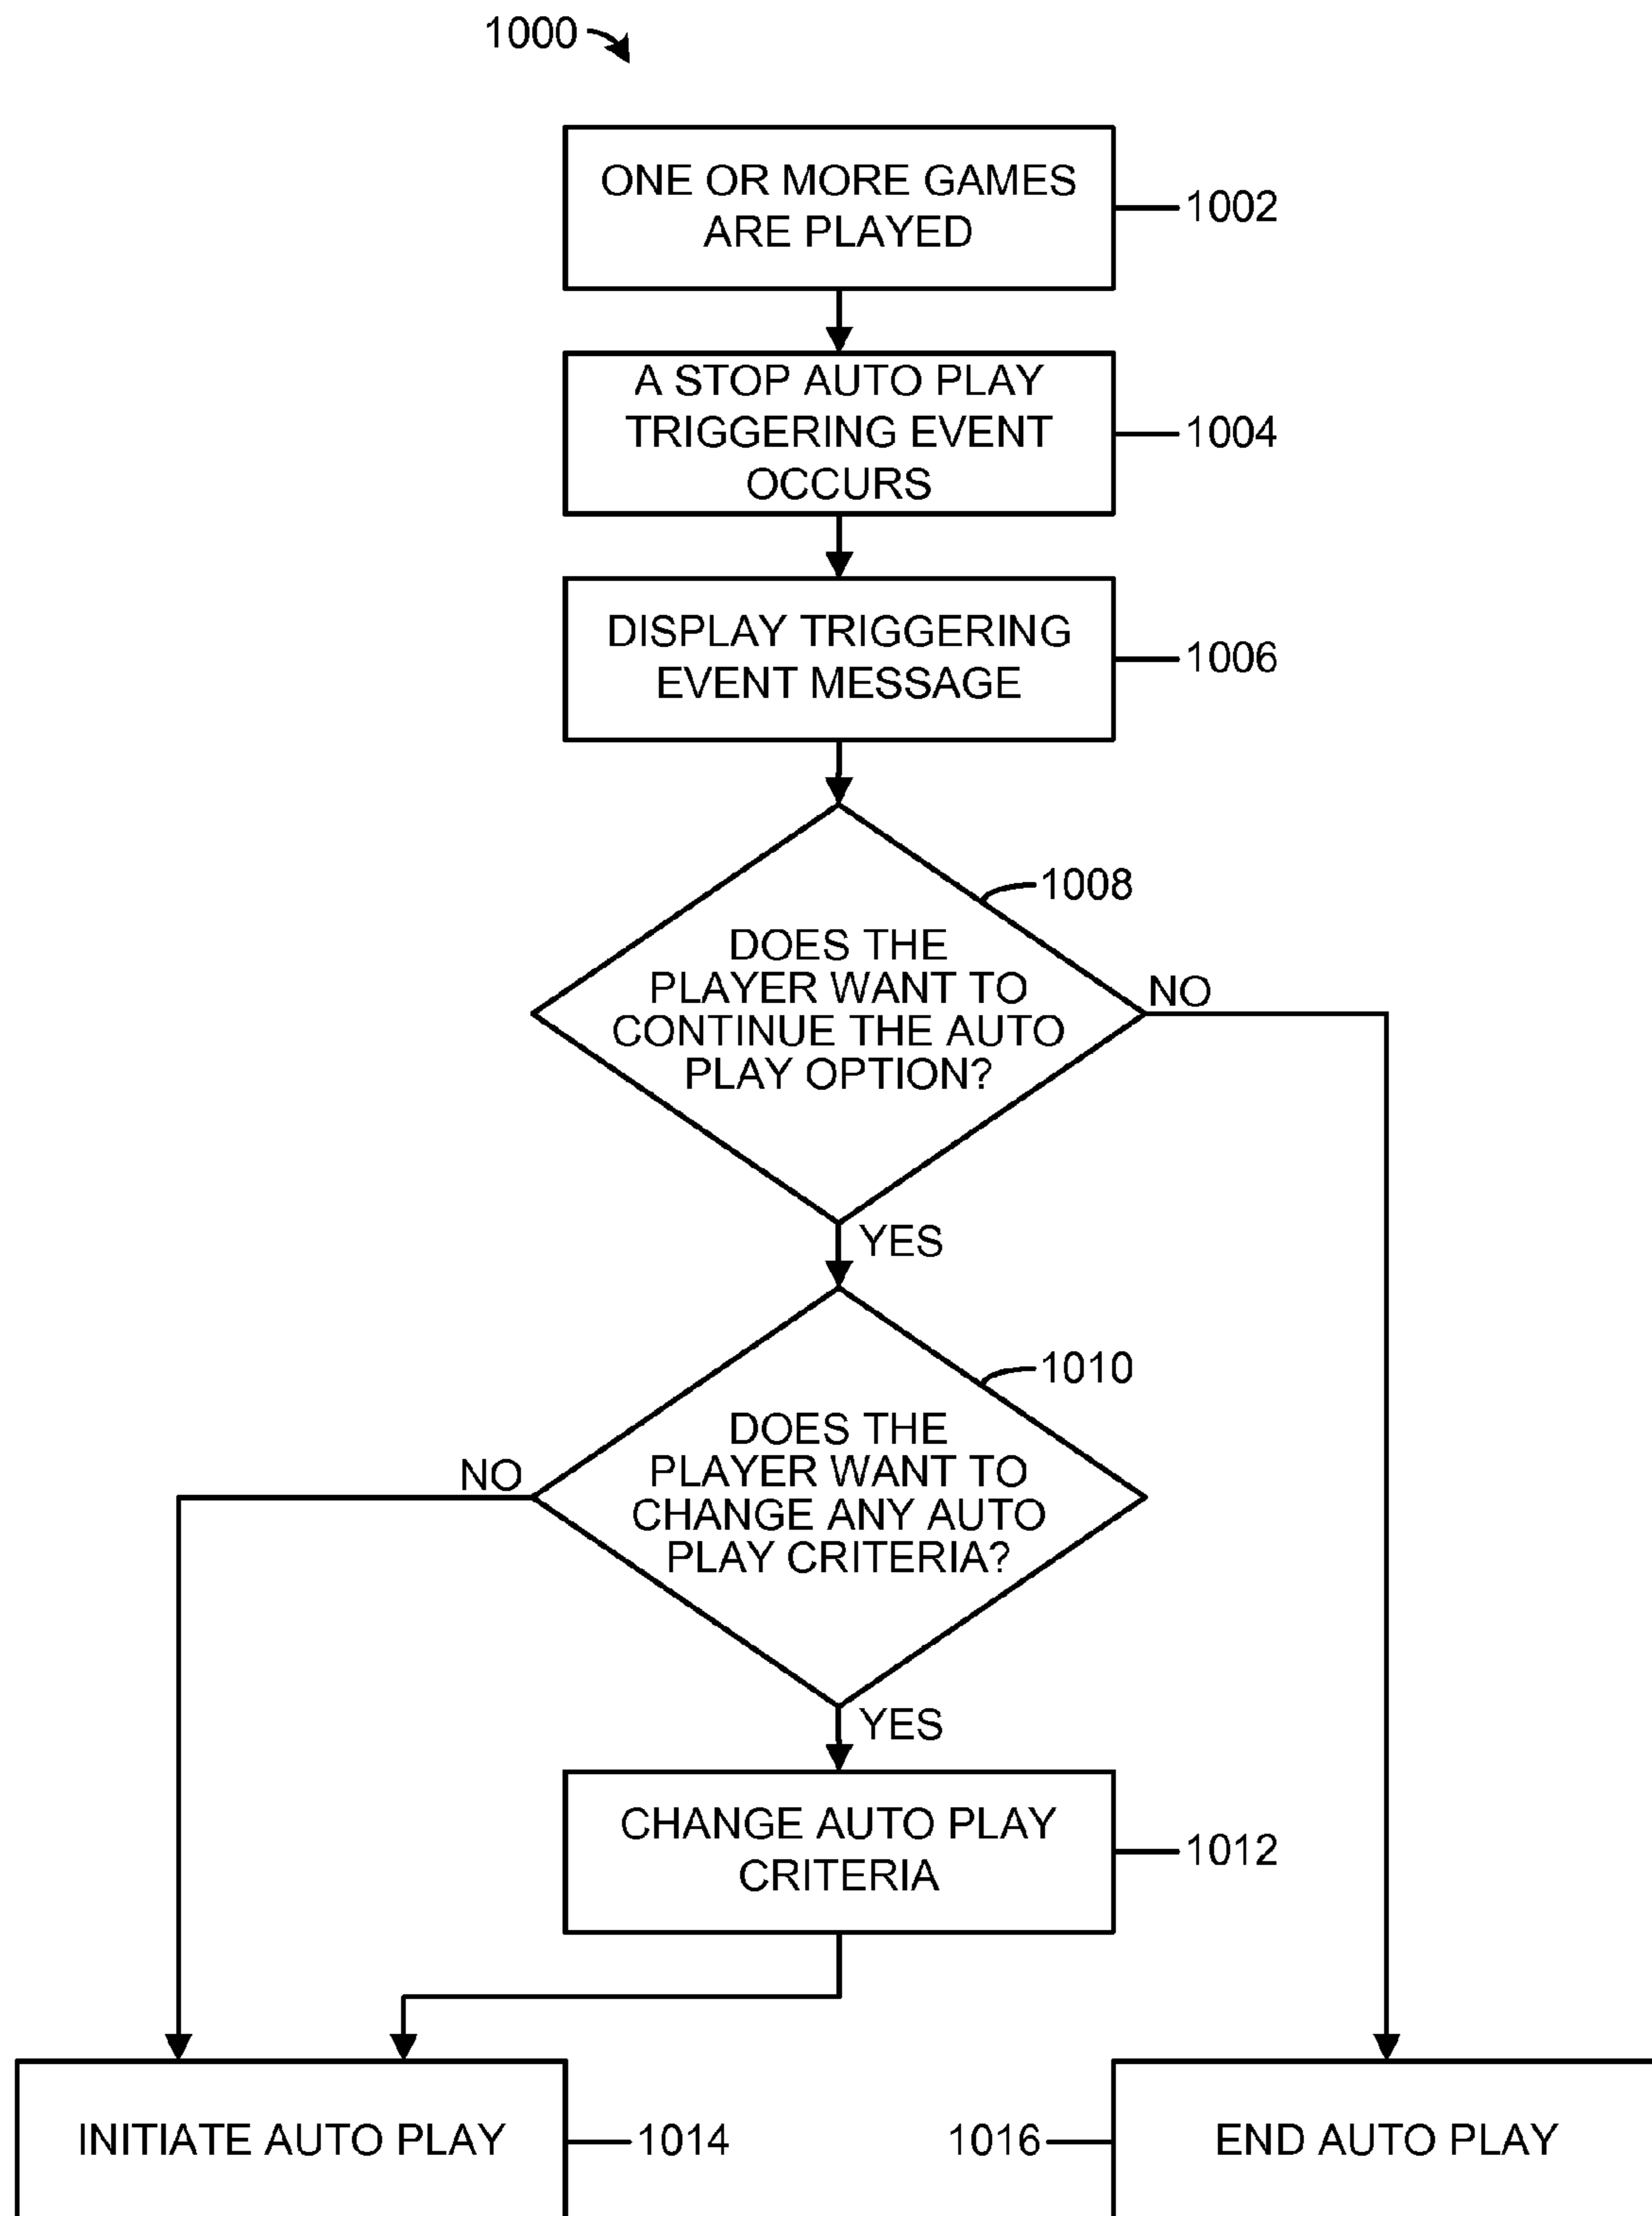 1000
ONE OR MORE GAMES
ARE PLAYED
1002
A STOP AUTO PLAY
TRIGGERING EVENT
OCCURS
1004
DISPLAY TRIGGERING
EVENT MESSAGE
1006
1008
DOES THE
PLAYER WANT TO
CONTINUE THE AUTO
PLAY OPTION?
NO
YES
1010
DOES THE
PLAYER WANT TO
CHANGE ANY AUTO
PLAY CRITERIA?
NO
YES
CHANGE AUTO PLAY
CRITERIA
1012
INITIATE AUTO PLAY
1014
1016
END AUTO PLAY